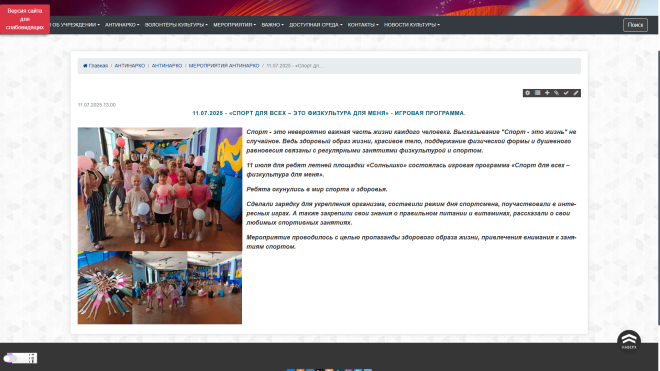 Версия сайта
для
слабовидящих
ОБ УЧРЕЖДЕНИИ АНТИНАРКО ВОЛОНТЁРЫ КУЛЬТУРЫ МЕРОПРИЯТИЯ ВАЖНО ДОСТУПНАЯ СРЕДА КОНТАКТЫ НОВОСТИ КУЛЬТУРЫ Поиск
Главная / АНТИНАРКО / АНТИНАРКО / МЕРОПРИЯТИЯ АНТИНАРКО / 11.07.2025 - «Спорт дл...
11.07.2025 13:00
11.07.2025 - «СПОРТ ДЛЯ ВСЕХ – ЭТО ФИЗКУЛЬТУРА ДЛЯ МЕНЯ» - ИГРОВАЯ ПРОГРАММА.
Спорт - это невероятно важная часть жизни каждого человека. Высказывание "Спорт - это жизнь" не
случайное. Ведь здоровый образ жизни, красивое тело, поддержание физической формы и душевного
равновесия связаны с регулярными занятиями физкультурой и спортом.
11 июля для ребят летней площадки «Солнышко» состоялась игровая программа «Спорт для всех –
физкультура для меня».
Ребята окунулись в мир спорта и здоровья.
Сделали зарядку для укрепления организма, составили режим дня спортсмена, поучаствовали в инте-
ресных играх. А также закрепили свои знания о правильном питании и витаминах, рассказали о свои
любимых спортивных занятиях.
Мероприятие проводилось с целью пропаганды здорового образа жизни, привлечения внимания к заня-
тиям спортом.
НАВЕРХ